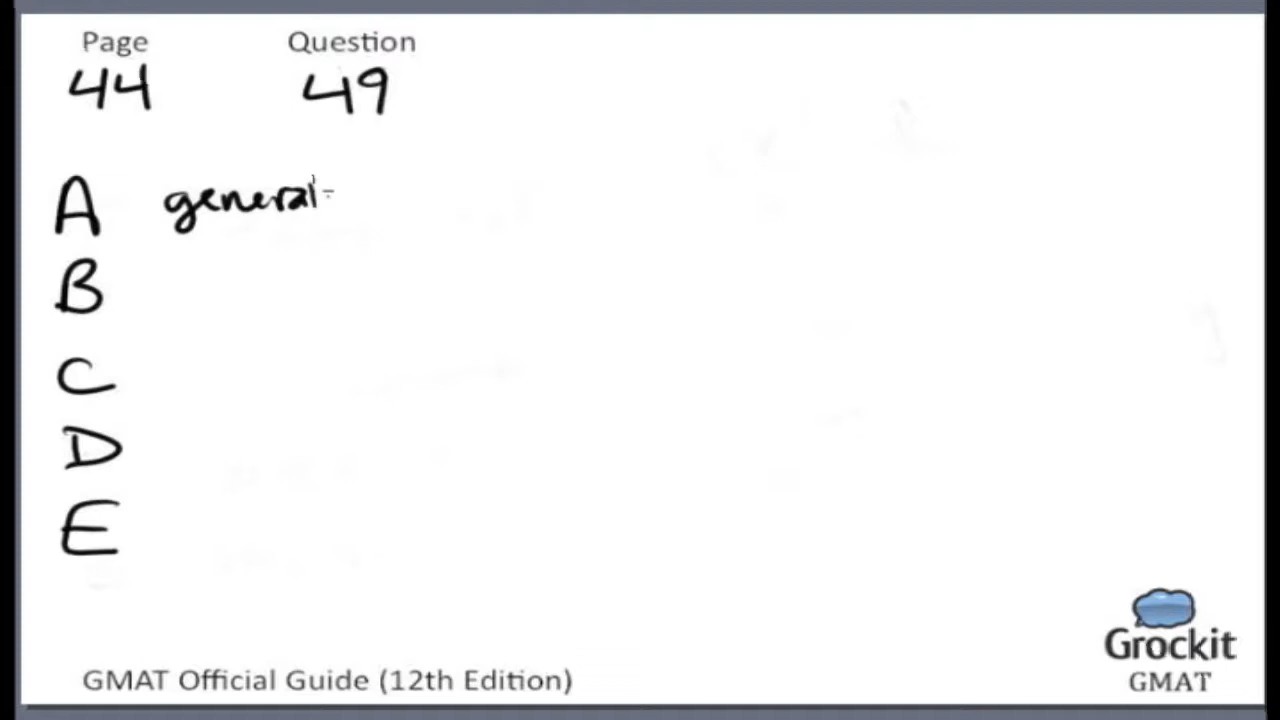 Page Question
44 49
A general
B
C
D
E
GMAT Official Guide (12th Edition)
Grockit
GMAT